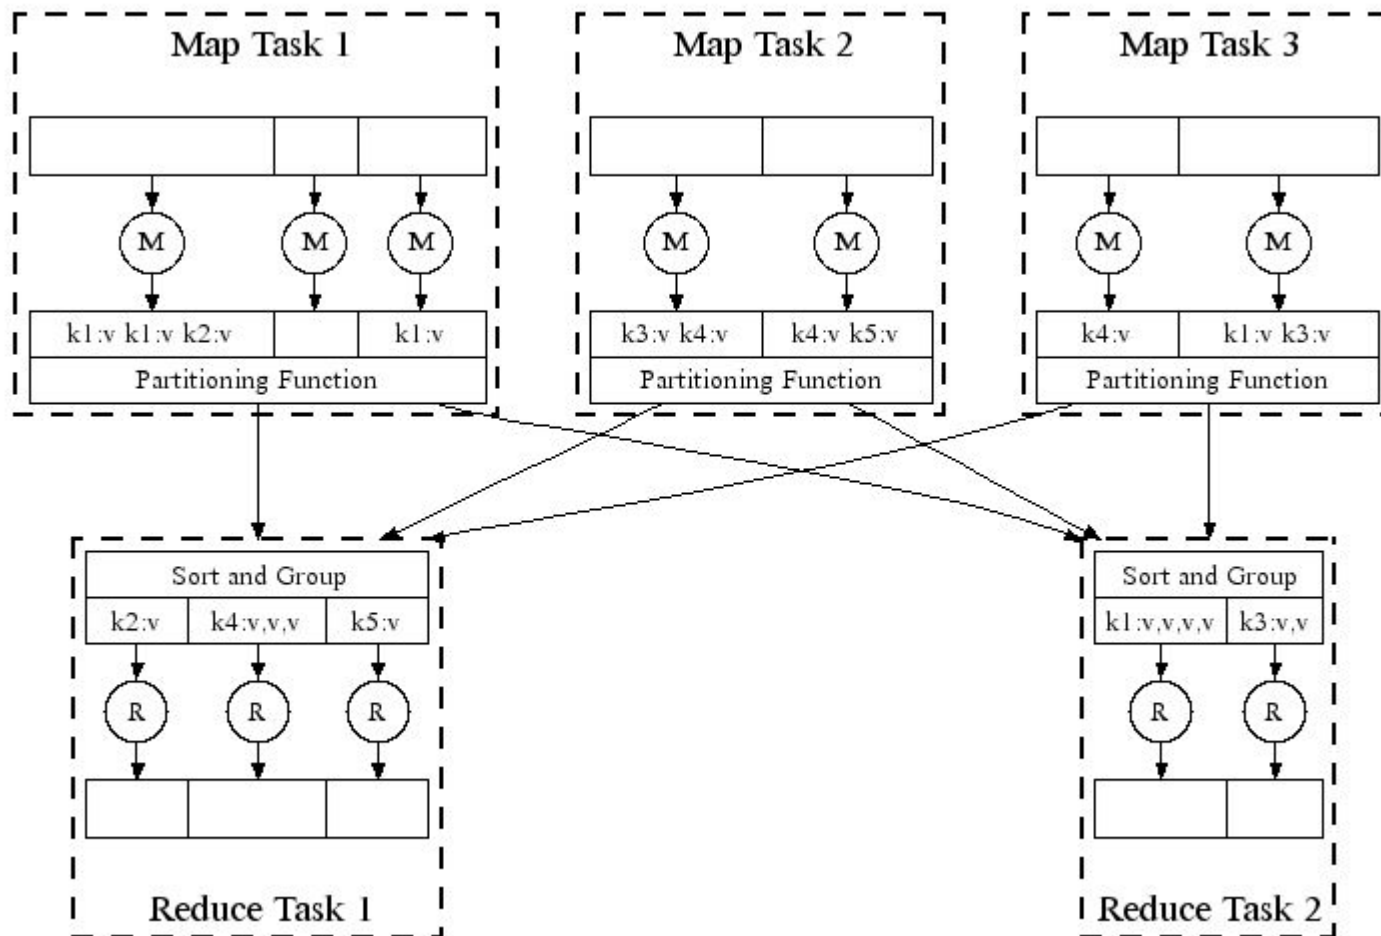 Map Task 1
Map Task 2
Map Task 3
M
M
M
M
M
M
M
k1:v k1:v k2:v
k1:v
k3:v k4:v
k4:v k5:v
k4:v
k1:v k3:v
Partitioning Function
Partitioning Function
Partitioning Function
Sort and Group
Sort and Group
k2:v
k4:v,v,v
k5:v
k1:v,v,v,v
k3:v,v
R
R
R
R
R
Reduce Task 1
Reduce Task 2